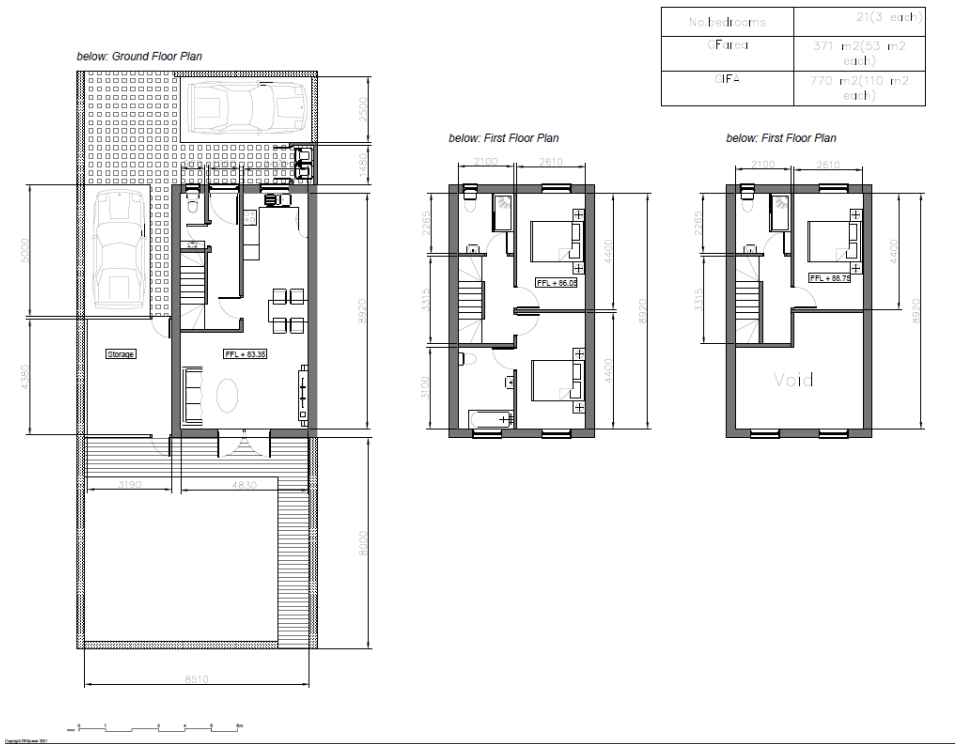 No.bedrooms
21(3 each)
GFarea
371 m2(53 m2
each)
GIFA
770 m2(110 m2
each)
below: Ground Floor Plan
2500
1480
5000
4380
8920
Storage
FFL + 83.35
3190
4830
8000
8510
below: First Floor Plan
2100
2610
2265
3315
3100
4400
4400
8920
FFL + 86.05
below: First Floor Plan
2100
2610
2265
3315
4400
8920
FFL + 88.75
Void
0
1